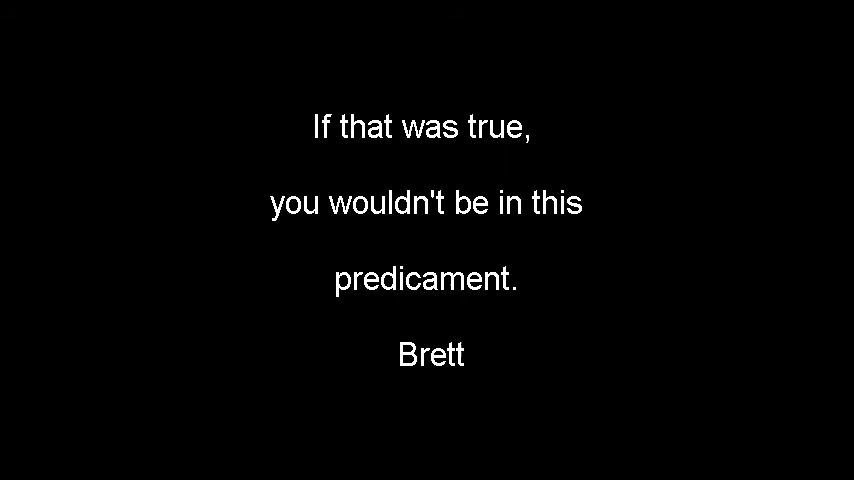 If that was true,
you wouldn't be in this
predicament.
Brett